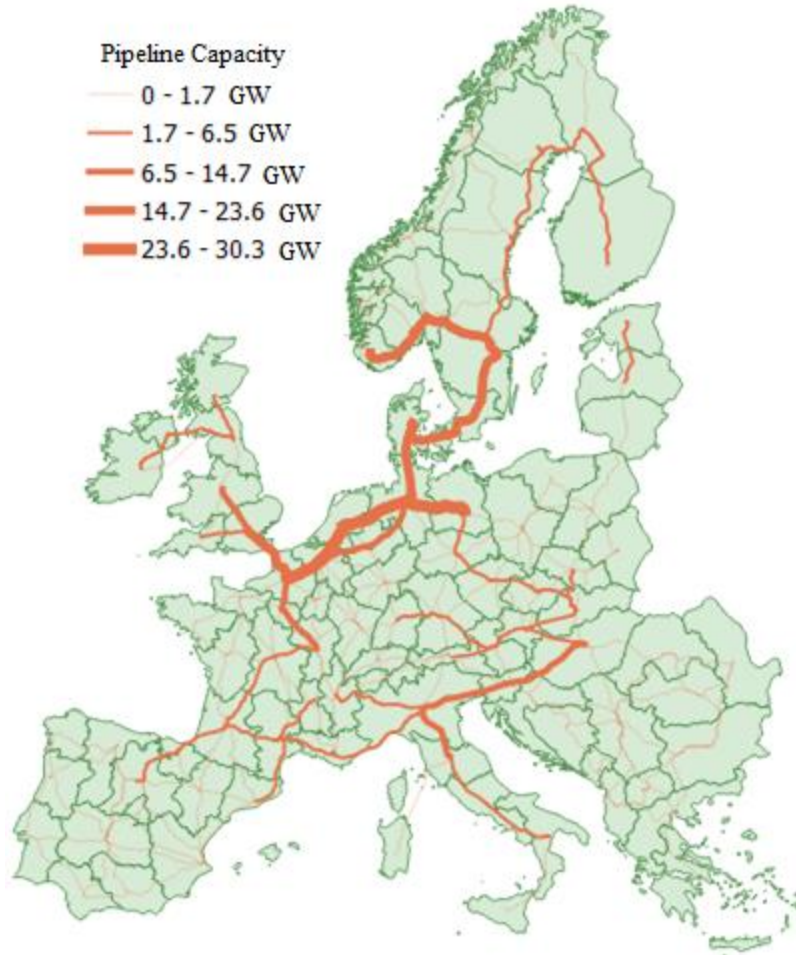 Pipeline Capacity
0 - 1.7 GW
1.7 - 6.5 GW
6.5 - 14.7 GW
14.7 - 23.6 GW
23.6 - 30.3 GW